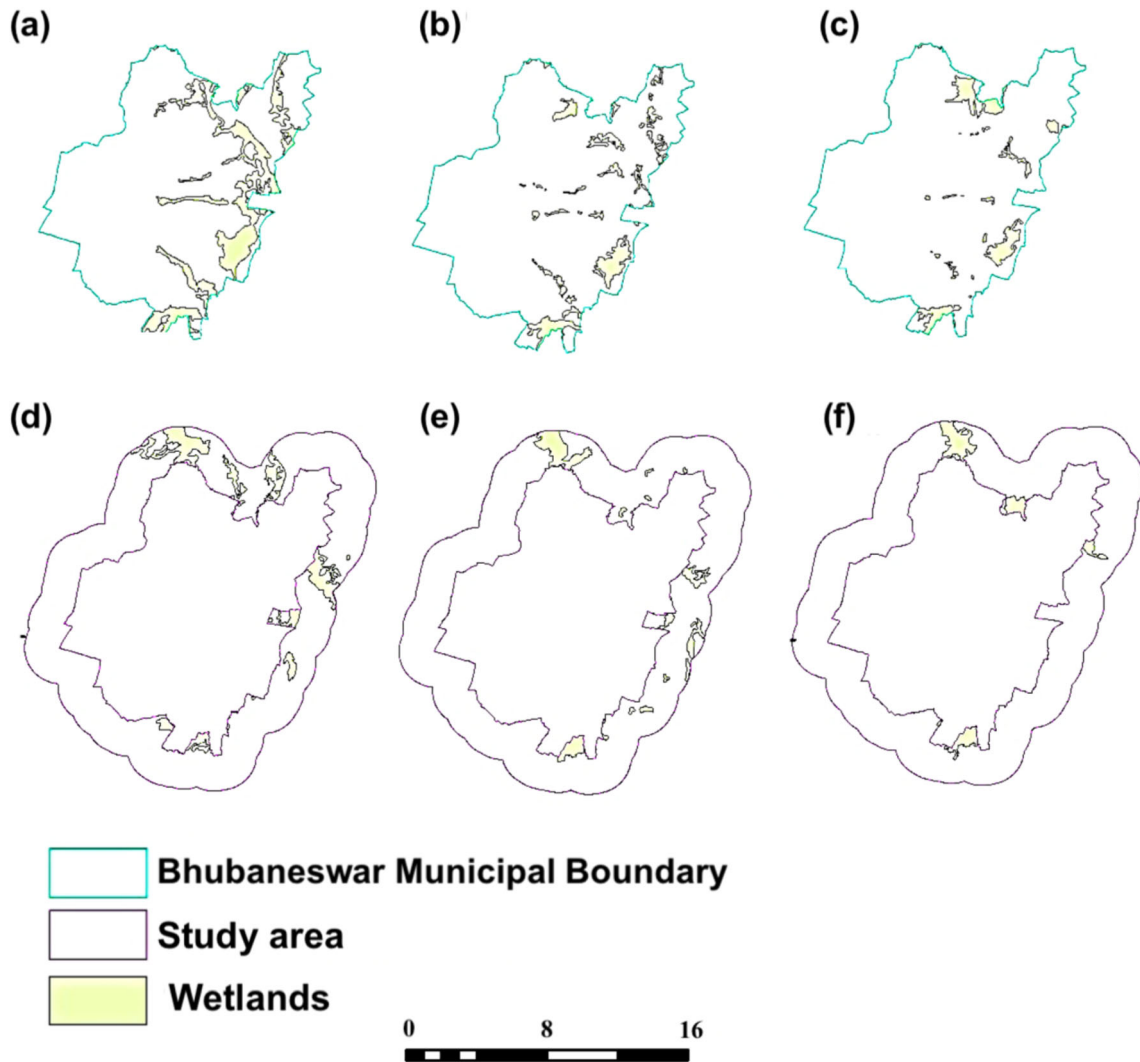 (a) (b) (c)
(d) (e) (f)
Bhubaneswar Municipal Boundary
Study area
Wetlands
0 8 16